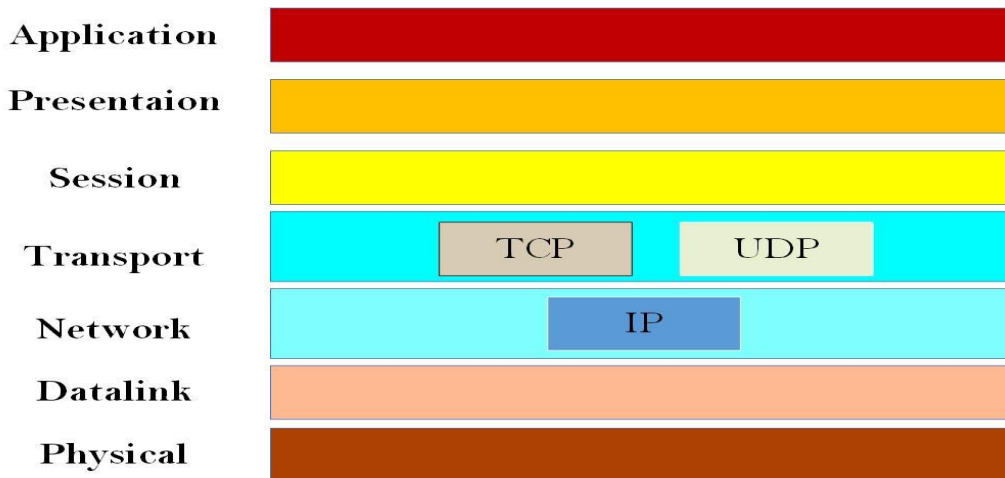 Application
Presentaion
Session
Transport
TCP
UDP
Network
IP
Datalink
Physical